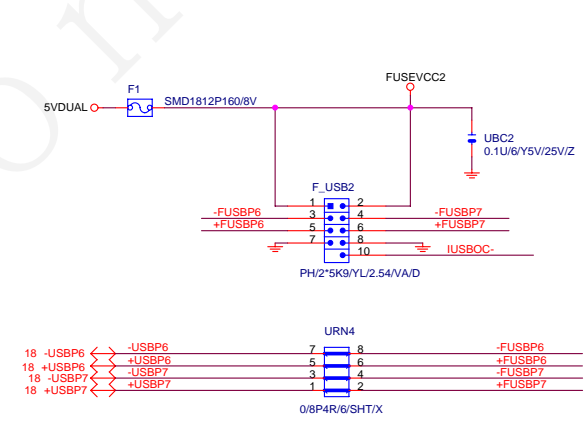 FUSEVCC2
F1
5VDUAL
SMD1812P160/8V
UBC2
0.1U/6/Y5V/25V/Z
F_USB2
1 2
-FUSBP6 3 4 -FUSBP7
+FUSBP6 5 6 +FUSBP7
7 8
10 IUSBOC-
PH/2*5K9/YL/2.54/VA/D
URN4
18 -USBP6 -USBP6 7 8 -FUSBP6
18 +USBP6 +USBP6 5 6 +FUSBP6
18 -USBP7 -USBP7 3 4 -FUSBP7
18 +USBP7 +USBP7 1 2 +FUSBP7
0/8P4R/6/SHT/X